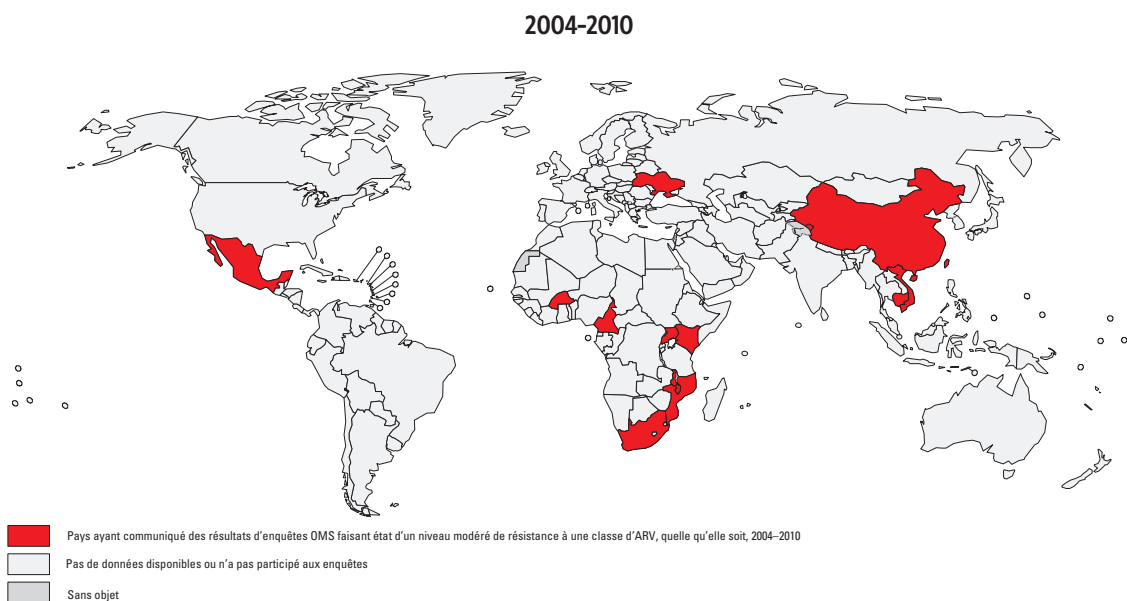 2004-2010
Pays ayant communiqué des résultats d'enquêtes OMS faisant état d'un niveau modéré de résistance à une classe d'ARV, quelle qu'elle soit, 2004–2010
Pas de données disponibles ou n'a pas participé aux enquêtes
Sans objet